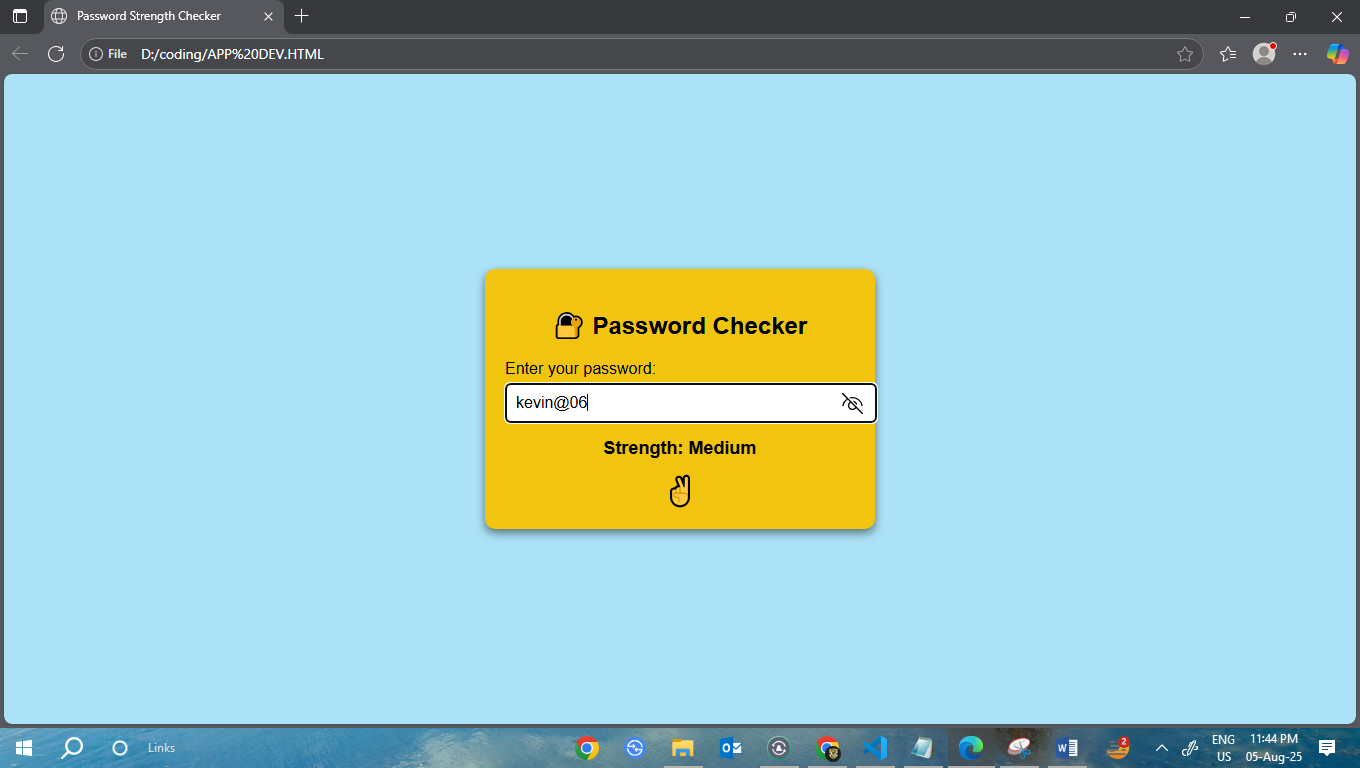 Password Strength Checker
File D:/coding/APP%20DEV.HTML
Password Checker
Enter your password:
kevin@06
Strength: Medium
Links
2
ENG
US
11:44 PM
05-Aug-25